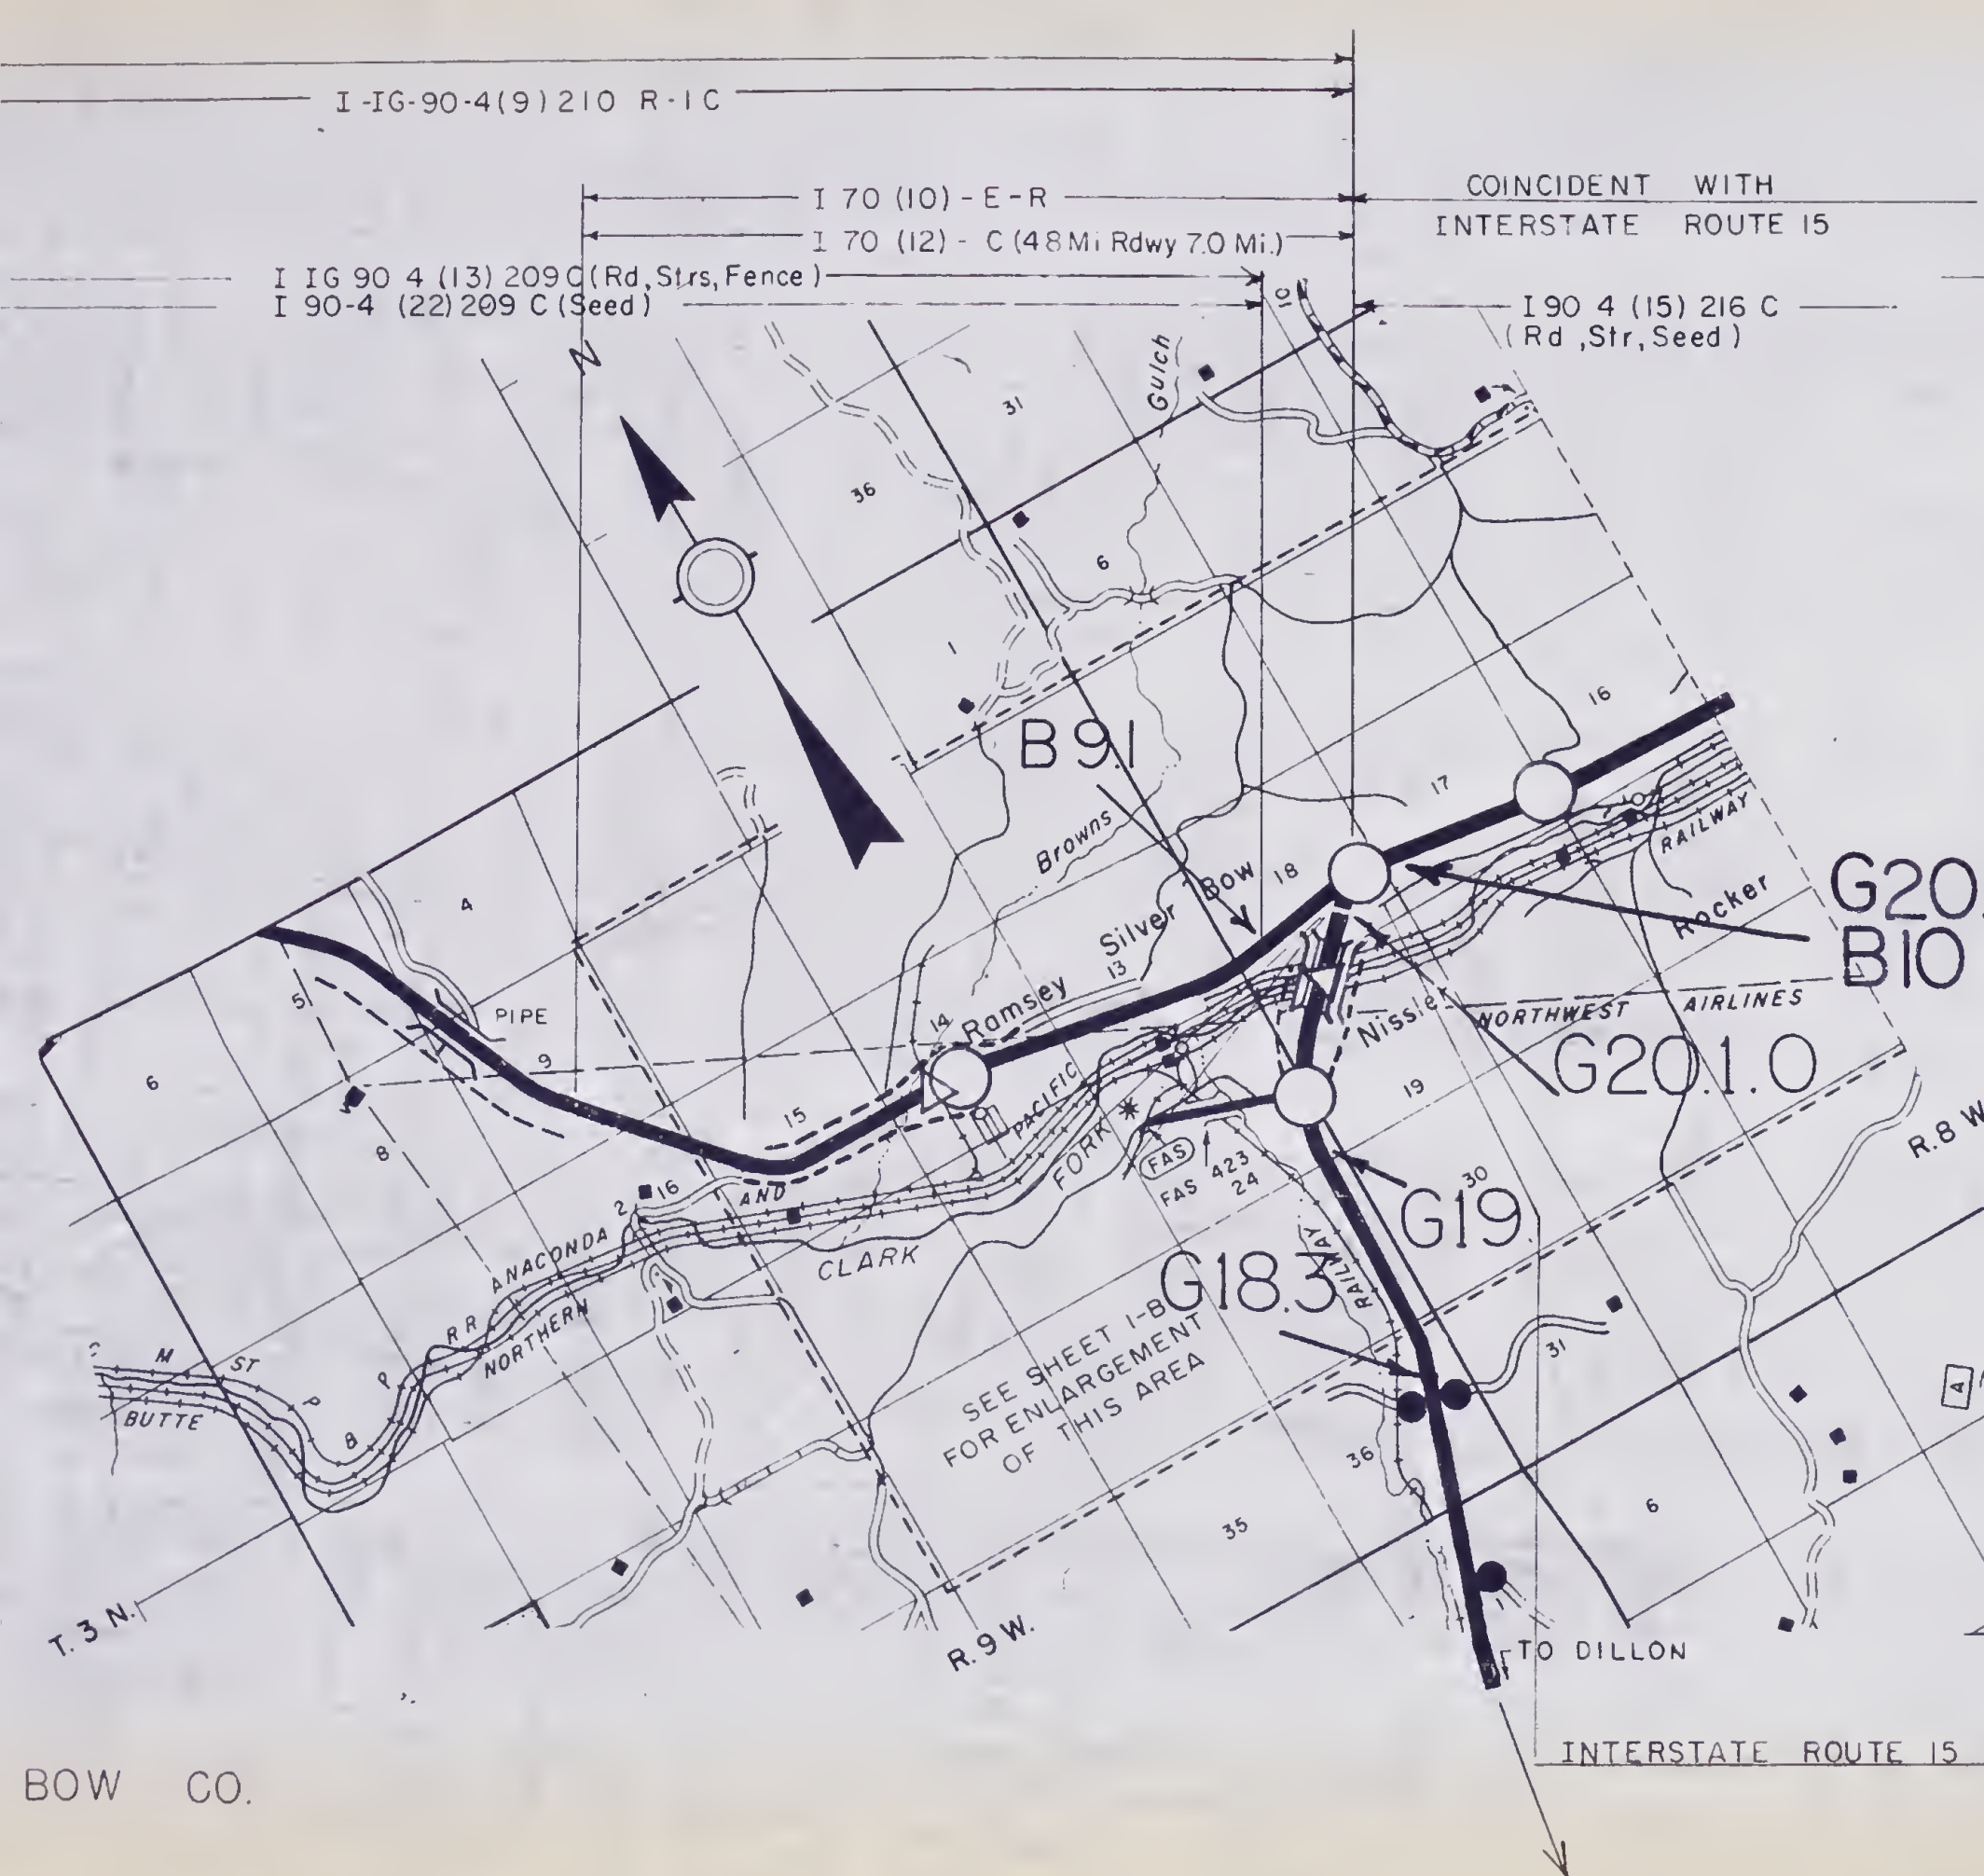 I-IG-90-4(9)210 R-1C
I 70 (10)-E-R
COINCIDENT WITH
INTERSTATE ROUTE 15
I 70 (12)- C (4 8 Mi Rdwy 7.0 Mi.)
I IG 90 4 (13) 209 C (Rd, Strs, Fence)
I 90-4 (22) 209 C (Seed)
I 90 4 (15) 216 C
(Rd ,Str, Seed)
10
N
Gulch
31
36
6
1
16
B 9.1
17
Browns
18
Silver Bow
RAILWAY
G20.
B10
Rocker
4
5
PIPE
13
14
Ramsey
Nissler
NORTHWEST AIRLINES
G20.1.0
9
6
15
PACIFIC
19
8
FORK
FAS
FAS 423
24
R.8 W
30
G19
2
16
AND
ANACONDA
CLARK
G18.3
RAILWAY
RR
NORTHERN
SEE SHEET 1-B
FOR ENLARGEMENT
OF THIS AREA
31
M ST P
P
B
BUTTE
4
36
35
6
1
T. 3 N.
R. 9 W.
TO DILLON
INTERSTATE ROUTE 15
BOW CO.